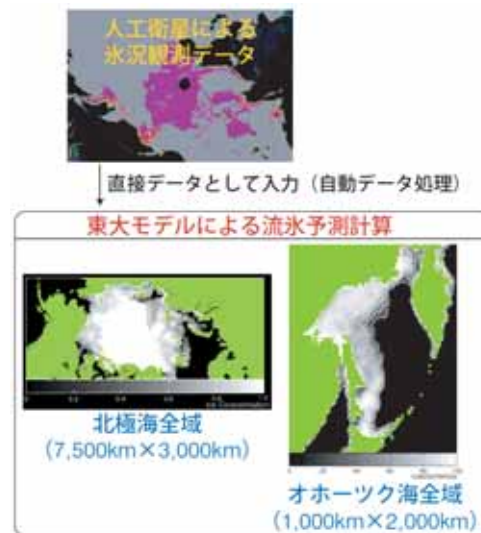 人工衛星による
氷況観測データ
直接データとして入力（自動データ処理）
東大モデルによる流氷予測計算
北極海全域
（7,500km×3,000km）
オホーツク海全域
（1,000km×2,000km）